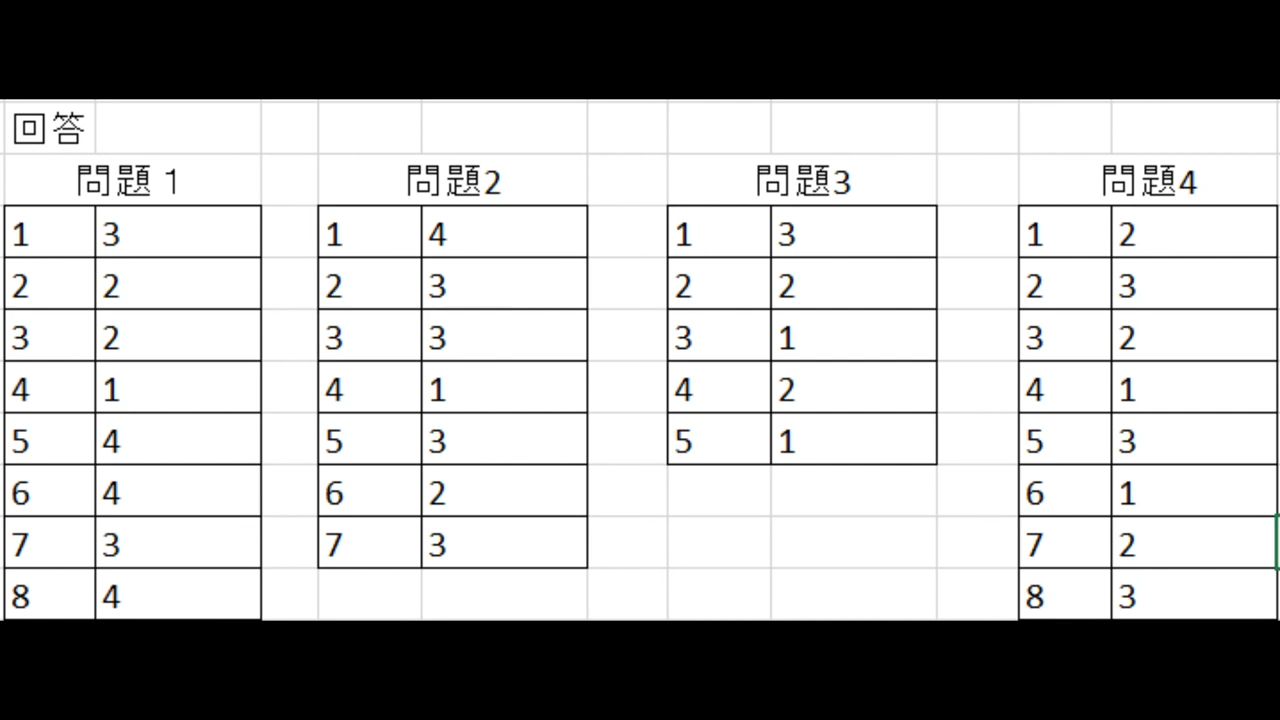 回答
問題1 問題2 問題3 問題4
1 3 1 4 1 3 1 2
2 2 2 3 2 2 2 3
3 2 3 3 3 1 3 2
4 1 4 1 4 2 4 1
5 4 5 3 5 1 5 3
6 4 6 2 6 1
7 3 7 3 7 2
8 4 8 3